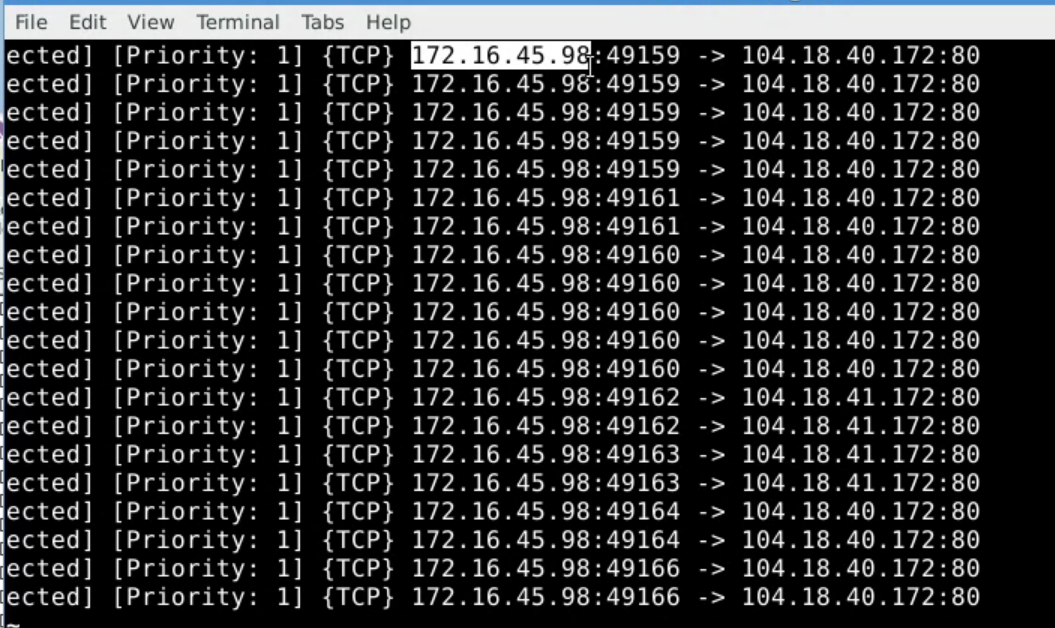 File Edit View Terminal Tabs Help
ected] [Priority: 1] {TCP} 172.16.45.98:49159 -> 104.18.40.172:80
ected] [Priority: 1] {TCP} 172.16.45.98:49159 -> 104.18.40.172:80
ected] [Priority: 1] {TCP} 172.16.45.98:49159 -> 104.18.40.172:80
ected] [Priority: 1] {TCP} 172.16.45.98:49159 -> 104.18.40.172:80
ected] [Priority: 1] {TCP} 172.16.45.98:49159 -> 104.18.40.172:80
ected] [Priority: 1] {TCP} 172.16.45.98:49161 -> 104.18.40.172:80
ected] [Priority: 1] {TCP} 172.16.45.98:49161 -> 104.18.40.172:80
ected] [Priority: 1] {TCP} 172.16.45.98:49160 -> 104.18.40.172:80
ected] [Priority: 1] {TCP} 172.16.45.98:49160 -> 104.18.40.172:80
ected] [Priority: 1] {TCP} 172.16.45.98:49160 -> 104.18.40.172:80
ected] [Priority: 1] {TCP} 172.16.45.98:49160 -> 104.18.40.172:80
ected] [Priority: 1] {TCP} 172.16.45.98:49160 -> 104.18.40.172:80
ected] [Priority: 1] {TCP} 172.16.45.98:49162 -> 104.18.41.172:80
ected] [Priority: 1] {TCP} 172.16.45.98:49162 -> 104.18.41.172:80
ected] [Priority: 1] {TCP} 172.16.45.98:49163 -> 104.18.41.172:80
ected] [Priority: 1] {TCP} 172.16.45.98:49163 -> 104.18.41.172:80
ected] [Priority: 1] {TCP} 172.16.45.98:49164 -> 104.18.40.172:80
ected] [Priority: 1] {TCP} 172.16.45.98:49164 -> 104.18.40.172:80
ected] [Priority: 1] {TCP} 172.16.45.98:49166 -> 104.18.40.172:80
ected] [Priority: 1] {TCP} 172.16.45.98:49166 -> 104.18.40.172:80
~